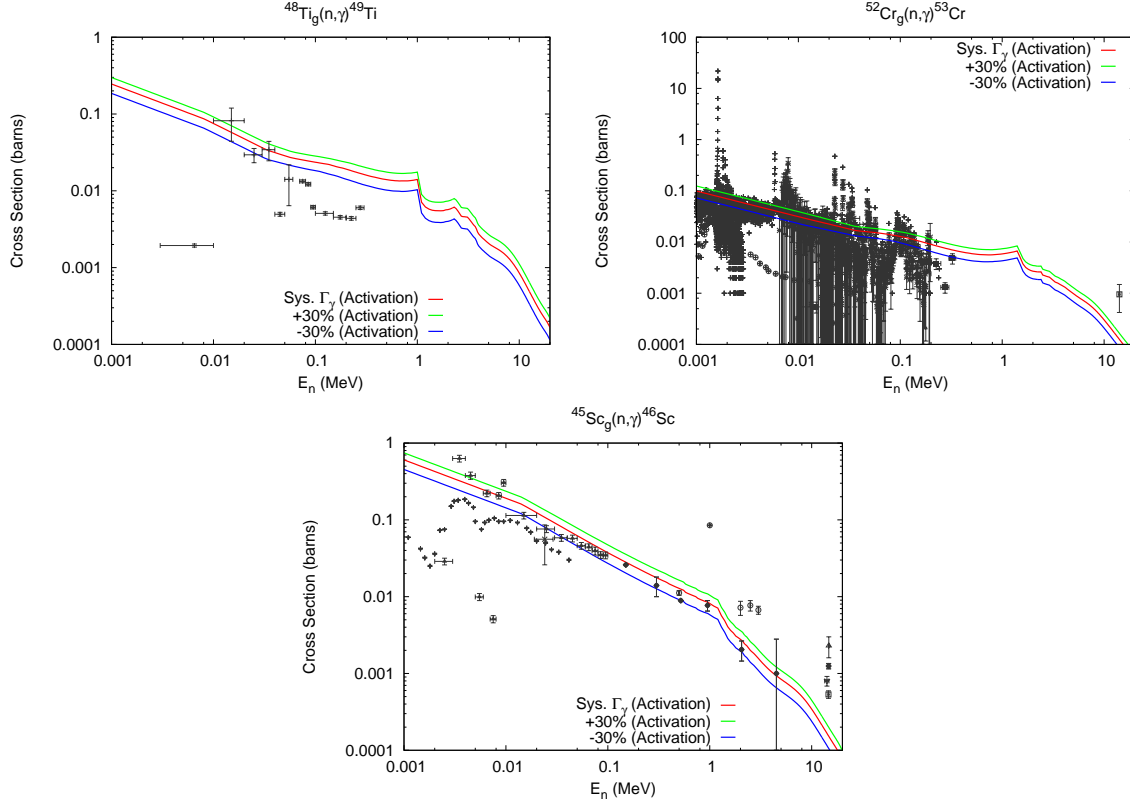 ⁴⁸Ti_g(n,γ)⁴⁹Ti
Cross Section (barns)
1
0.1
0.01
0.001
0.0001
Sys. Γ_γ (Activation)
+30% (Activation)
-30% (Activation)
0.001 0.01 0.1 1 10
E_n (MeV)
⁵²Cr_g(n,γ)⁵³Cr
Cross Section (barns)
100
10
1
0.1
0.01
0.001
0.0001
Sys. Γ_γ (Activation)
+30% (Activation)
-30% (Activation)
0.001 0.01 0.1 1 10
E_n (MeV)
⁴⁵Sc_g(n,γ)⁴⁶Sc
Cross Section (barns)
1
0.1
0.01
0.001
0.0001
Sys. Γ_γ (Activation)
+30% (Activation)
-30% (Activation)
0.001 0.01 0.1 1 10
E_n (MeV)